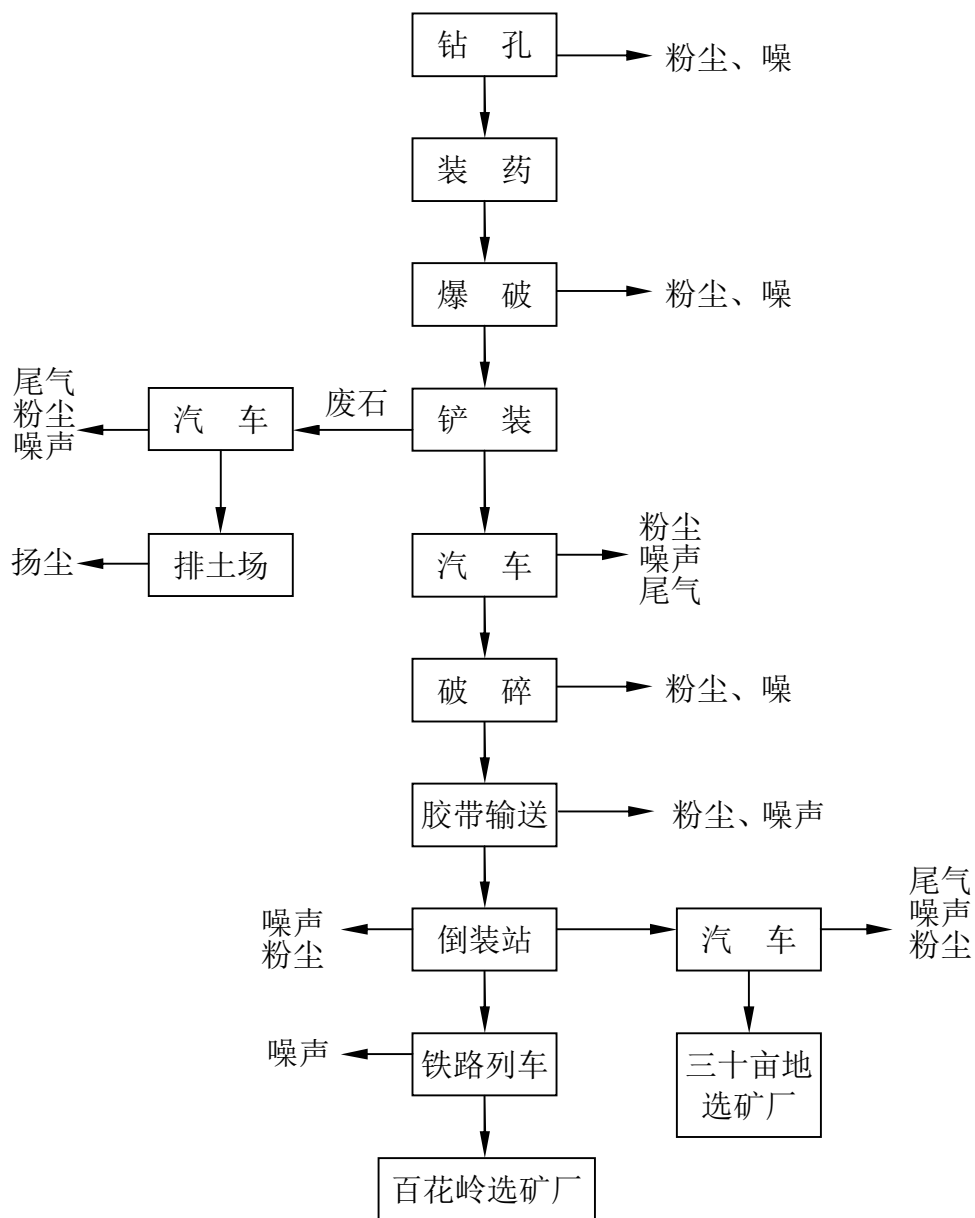 钻 孔
粉尘、噪
装 药
爆 破
粉尘、噪
尾气
粉尘
噪声
汽 车
废石
铲 装
扬尘
排土场
汽 车
粉尘
噪声
尾气
破 碎
粉尘、噪
胶带输送
粉尘、噪声
噪声
粉尘
倒装站
汽 车
尾气
噪声
粉尘
噪声
铁路列车
三十亩地
选矿厂
百花岭选矿厂